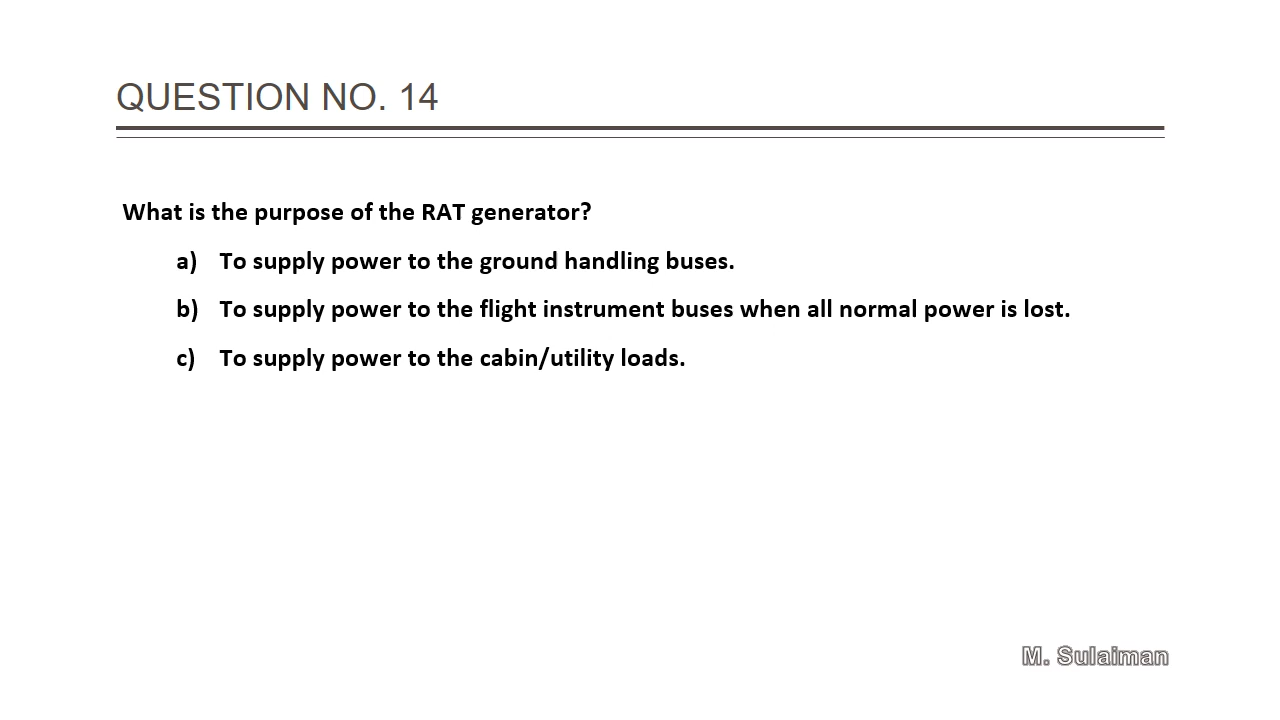 QUESTION NO. 14
What is the purpose of the RAT generator?
a) To supply power to the ground handling buses.
b) To supply power to the flight instrument buses when all normal power is lost.
c) To supply power to the cabin/utility loads.
M. Sulaiman